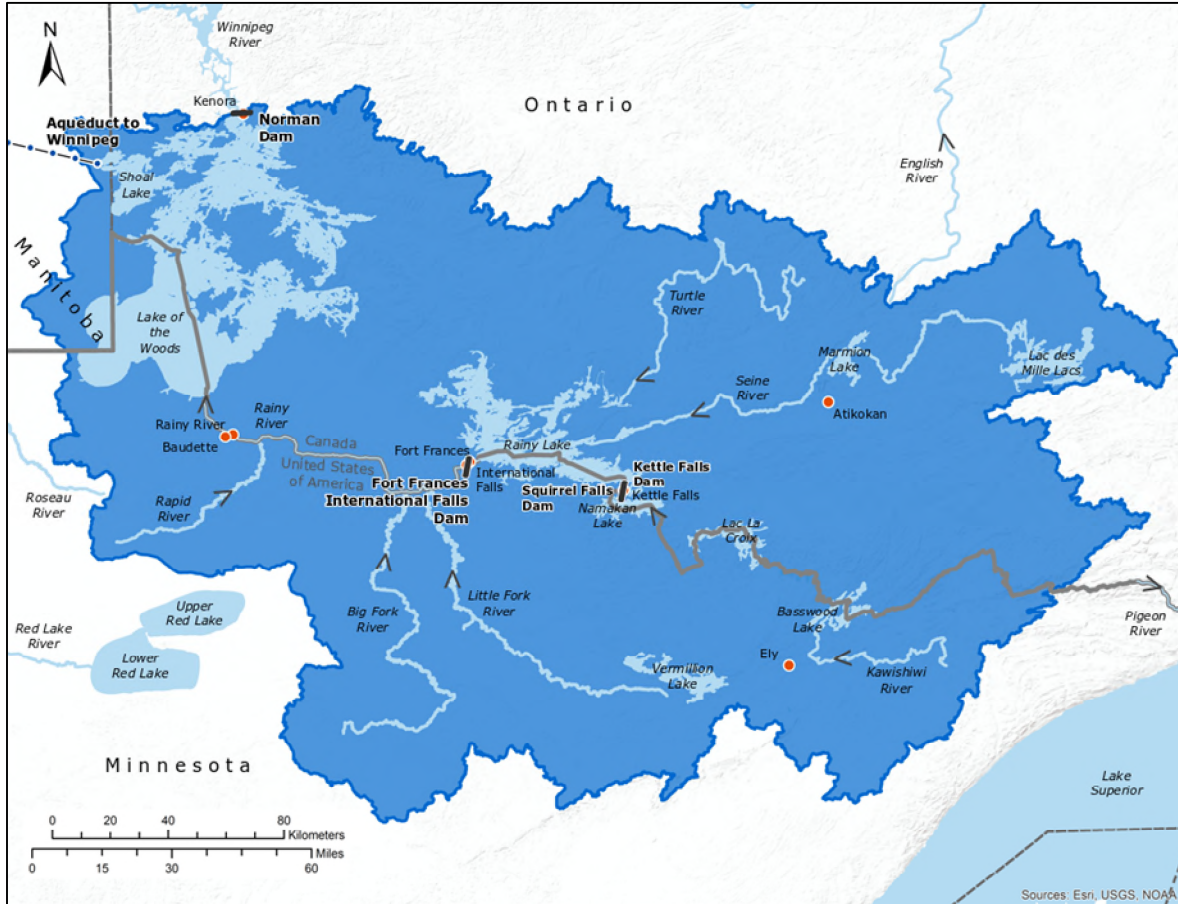 Winnipeg
River
N
Kenora
Ontario
Norman
Dam
Aqueduct to
Winnipeg
English
River
Shoal
Lake
Manitoba
Turtle
River
Lake of
the
Woods
Marmion
Lake
Lac des
Mille Lacs
Seine
River
Atikokan
Rainy River
Baudette
Rainy
River
Canada
United States
of America
Fort Frances
Rainy Lake
International
Falls
Fort Frances
International Falls
Dam
Kettle Falls
Dam
Squirrel Falls
Dam
Kettle Falls
Namakan
Lake
Roseau
River
Rapid
River
Lac La
Croix
Big Fork
River
Little Fork
River
Basswood
Lake
Pigeon
River
Upper
Red Lake
Red Lake
River
Lower
Red Lake
Ely
Vermillion
Lake
Kawishiwi
River
Minnesota
Lake
Superior
0 20 40 60 80
Kilometers
Miles
0 15 30 60
Sources: Esri, USGS, NOAA